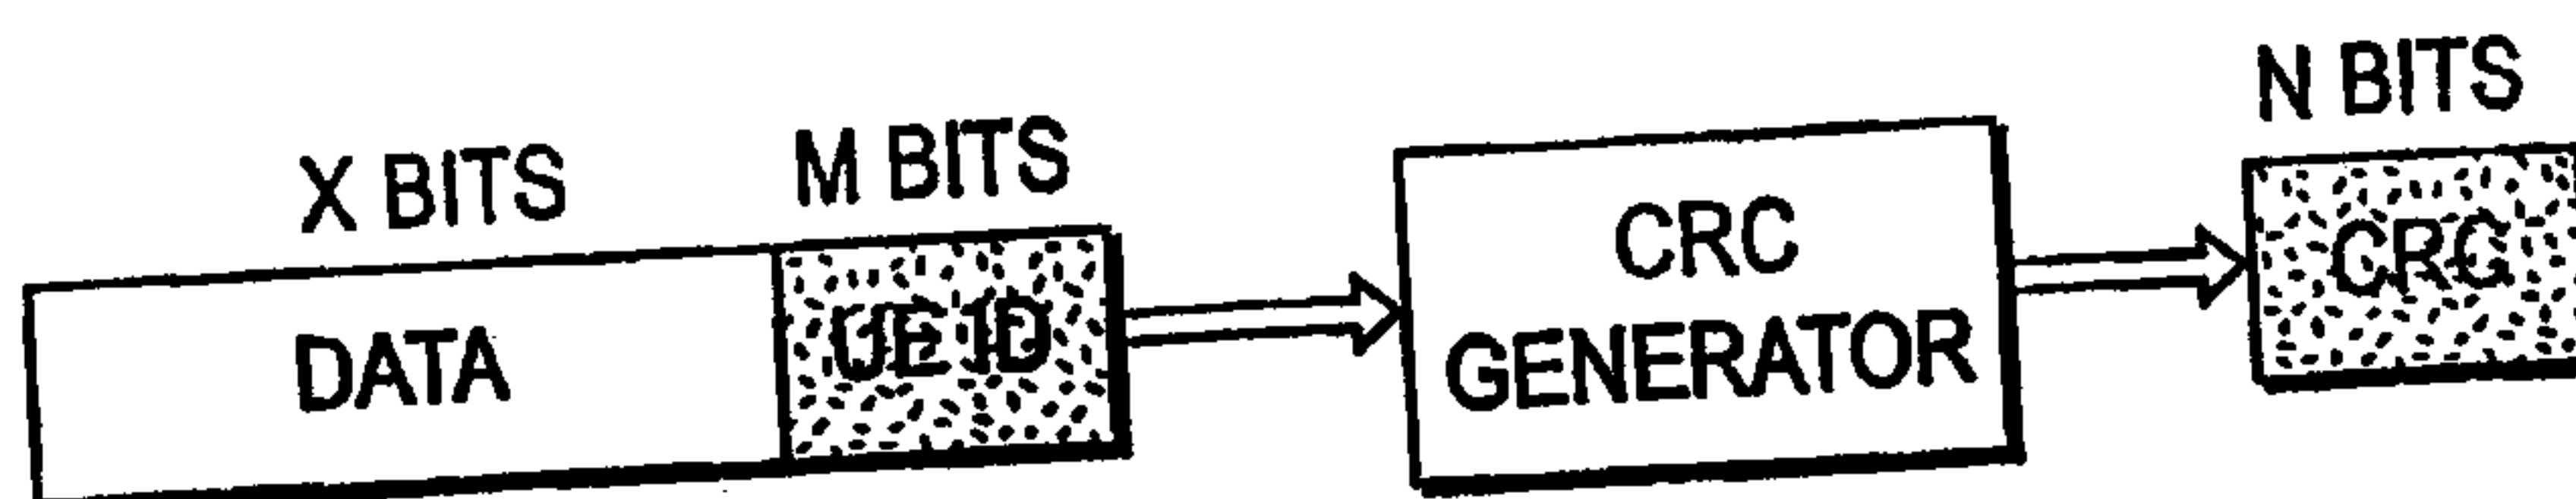 X BITS
M BITS
N BITS
DATA
UE ID
CRC
GENERATOR
CRC